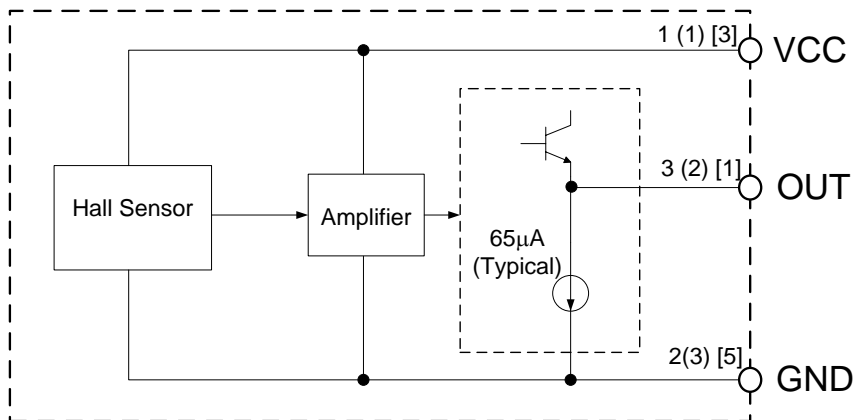 1 (1) [3]
VCC
3 (2) [1]
OUT
Hall Sensor
Amplifier
65μA
(Typical)
2(3) [5]
GND